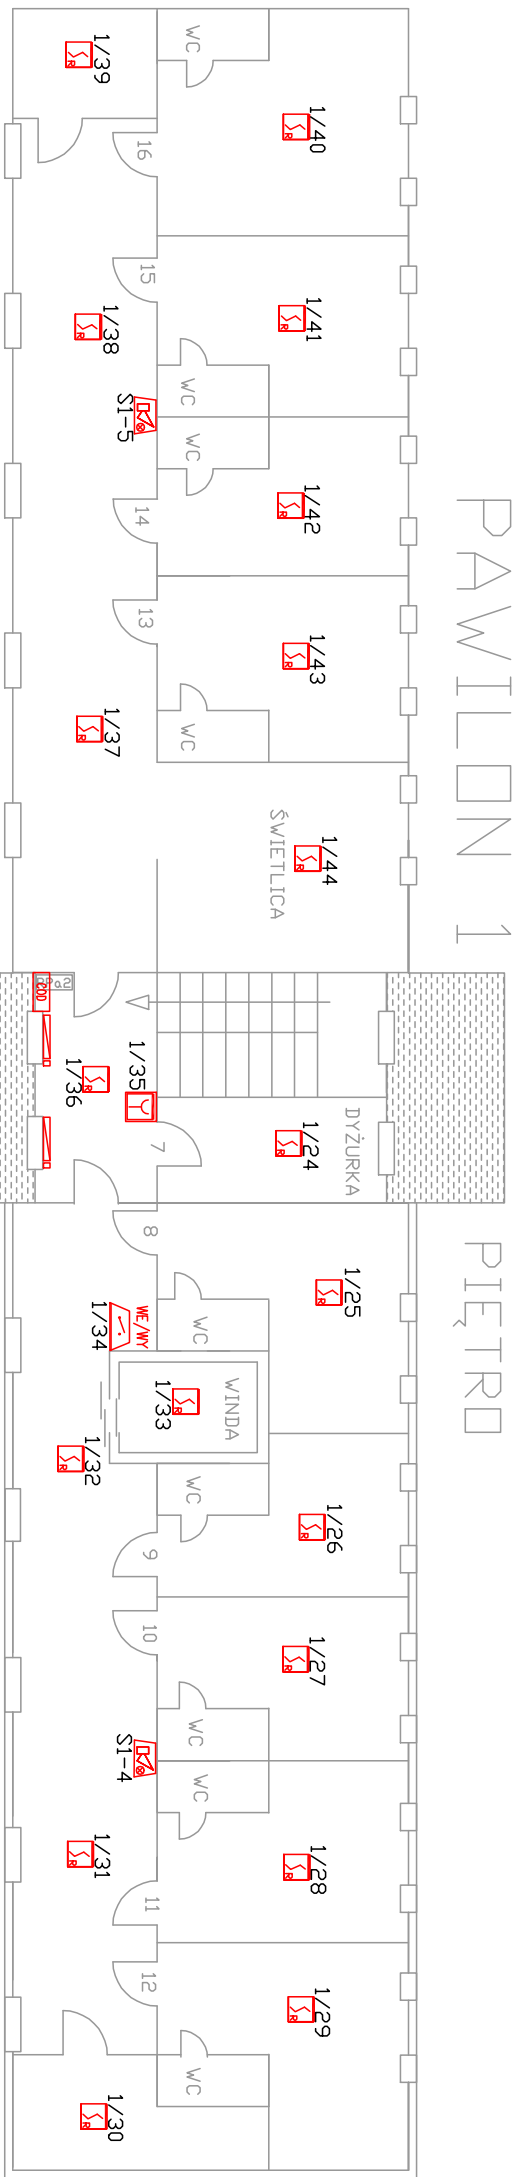 PAWILON 1
PIĘTRO
1/39
WC
1/40
16
15
1/38
1/41
S1-5
WC
WC
1/42
14
13
1/43
1/37
WC
1/44
ŚWIETLICA
CDD
1/36
1/35
7
1/24
DYŻURKA
8
1/25
WC
WE/WY
1/34
1/33
WINDA
1/32
WC
1/26
9
10
1/27
WC
S1-4
WC
1/28
1/31
11
12
1/29
WC
1/30